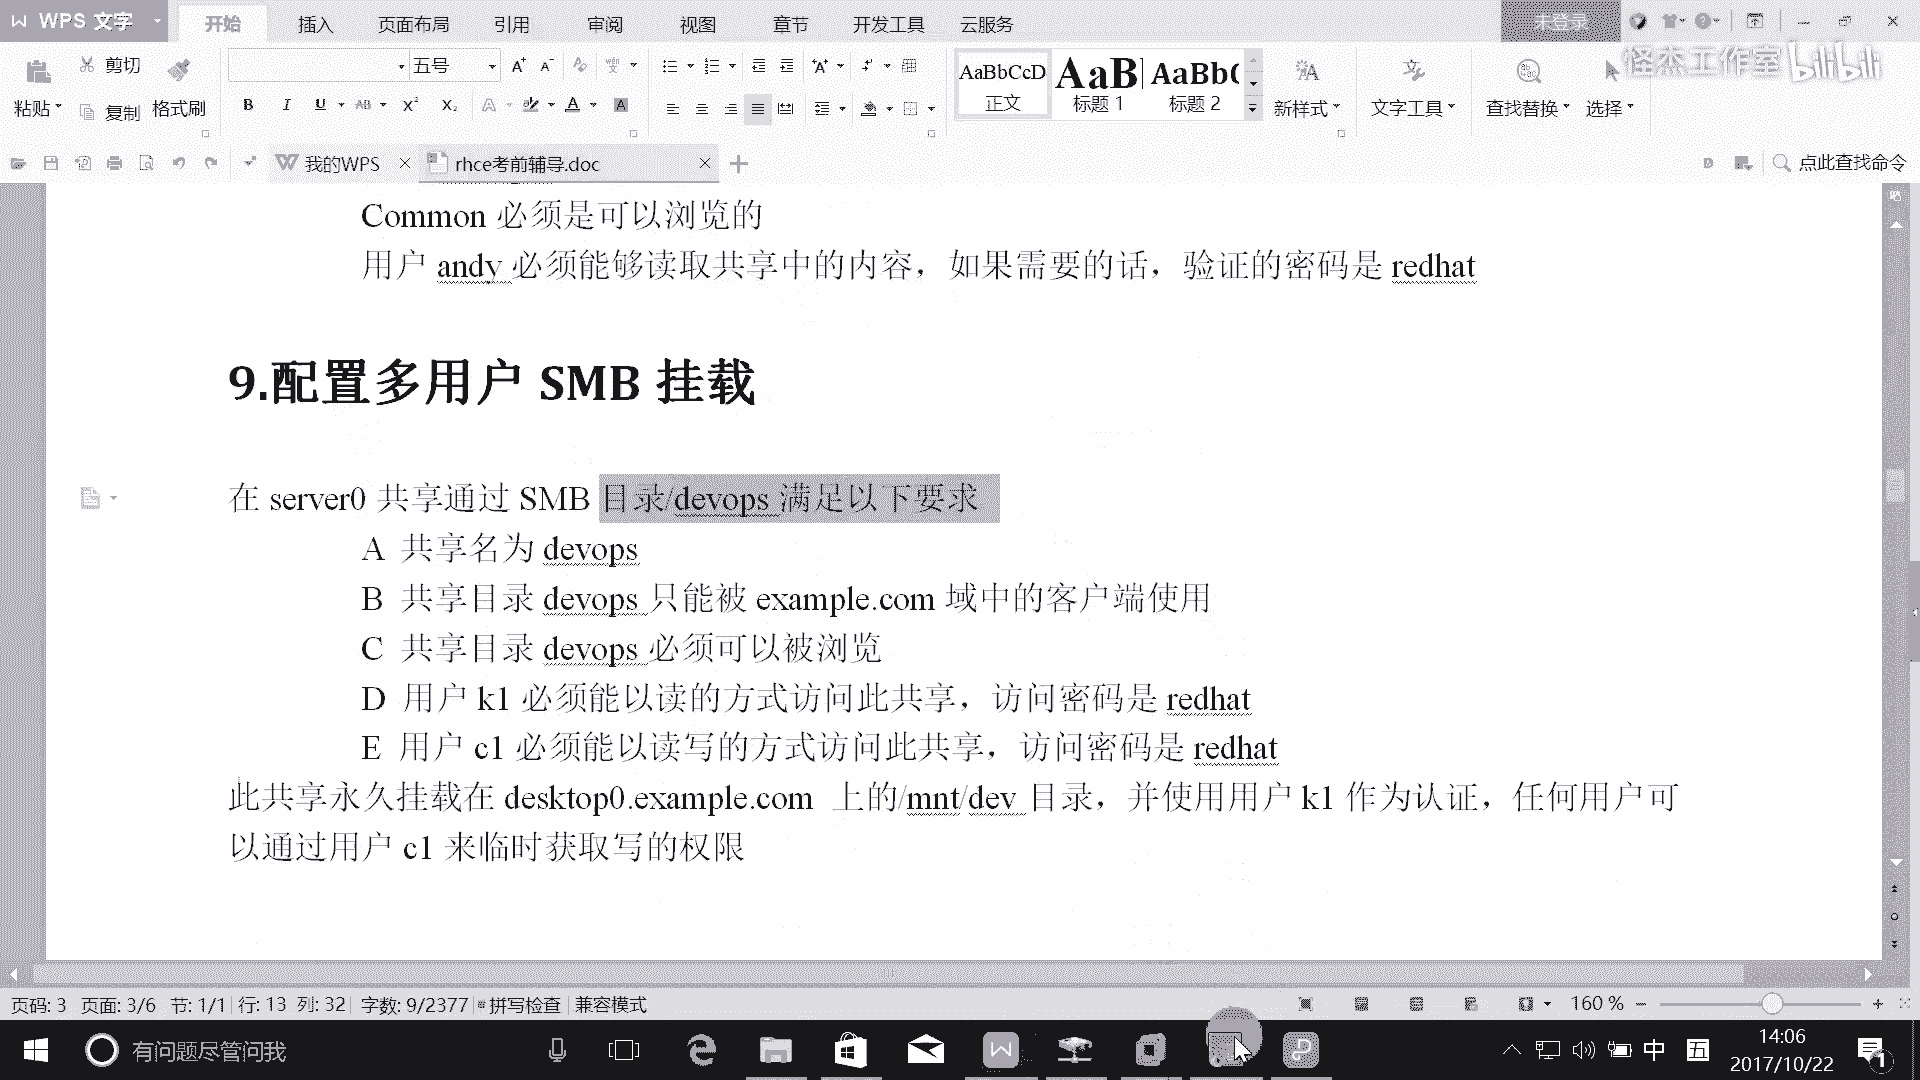 WPS 文字
开始
插入
页面布局
引用
审阅
视图
章节
开发工具
云服务
未登录
怪杰工作室
bilibili
剪切
五号
粘贴
复制
格式刷
AaBbCcD
AaB
AaBb(
正文
标题 1
标题 2
新样式
文字工具
查找替换
选择
我的WPS
rhce考前辅导.doc
点此查找命令
Common 必须是可以浏览的
用户 andy 必须能够读取共享中的内容，如果需要的话，验证的密码是 redhat
9.配置多用户 SMB 挂载
在 server0 共享通过 SMB 目录/devops 满足以下要求
A 共享名为 devops
B 共享目录 devops 只能被 example.com 域中的客户端使用
C 共享目录 devops 必须可以被浏览
D 用户 k1 必须能以读的方式访问此共享，访问密码是 redhat
E 用户 c1 必须能以读写的方式访问此共享，访问密码是 redhat
此共享永久挂载在 desktop0.example.com 上的/mnt/dev 目录，并使用用户 k1 作为认证，任何用户可
以通过用户 c1 来临时获取写的权限
页码: 3 页面: 3/6 节: 1/1 行: 13 列: 32 字数: 9/2377 拼写检查 兼容模式
160 %
有问题尽管问我
中
五
14:06
2017/10/22
1